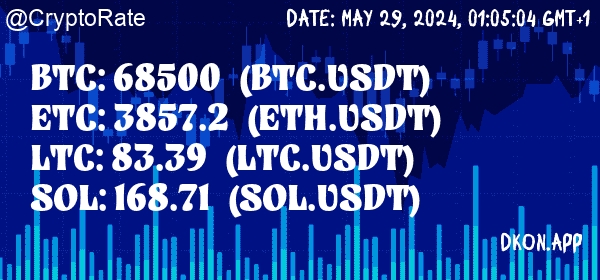 @CryptoRate
DATE: MAY 29, 2024, 01:05:04 GMT+1
BTC: 68500 (BTC.USDT)
ETC: 3857.2 (ETH.USDT)
LTC: 83.39 (LTC.USDT)
SOL: 168.71 (SOL.USDT)
DKON.APP